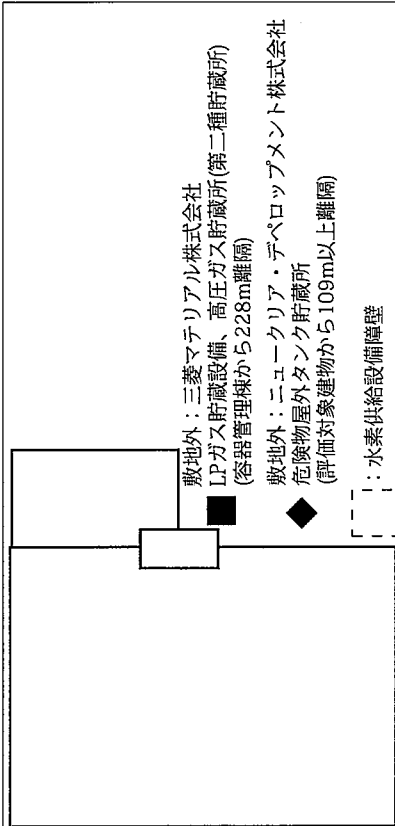 敷地外：三菱マテリアル株式会社
LPガス貯蔵設備、高圧ガス貯蔵所(第二種貯蔵所)
(容器管理棟から228m離隔)
敷地外：ニュークリア・デベロップメント株式会社
危険物屋外タンク貯蔵所
(評価対象建物から109m以上離隔)
：水素供給設備障壁